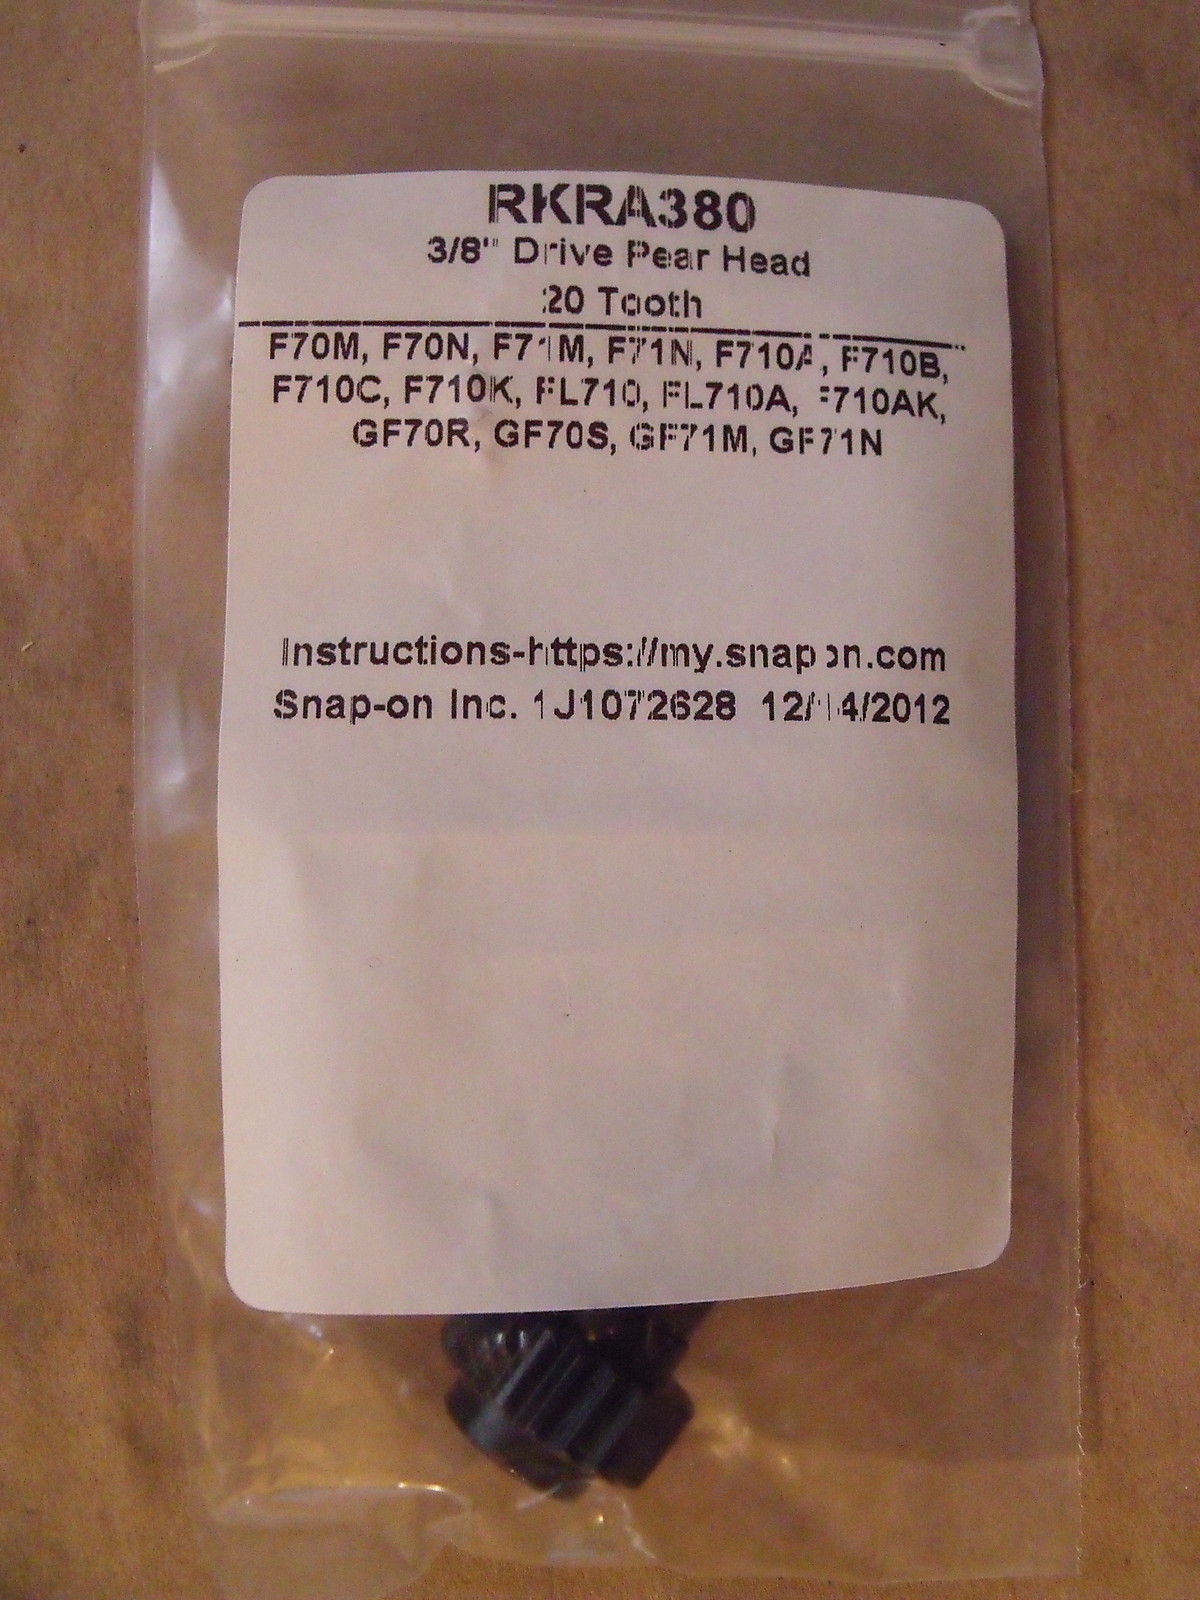 RKRA380
3/8" Drive Pear Head
20 Tooth
F70M, F70N, F71M, F71N, F710A, F710B,
F710C, F710K, FL710, FL710A, F710AK,
GF70R, GF70S, GF71M, GF71N
Instructions-https://my.snapon.com
Snap-on Inc. 1J1072628 12/14/2012